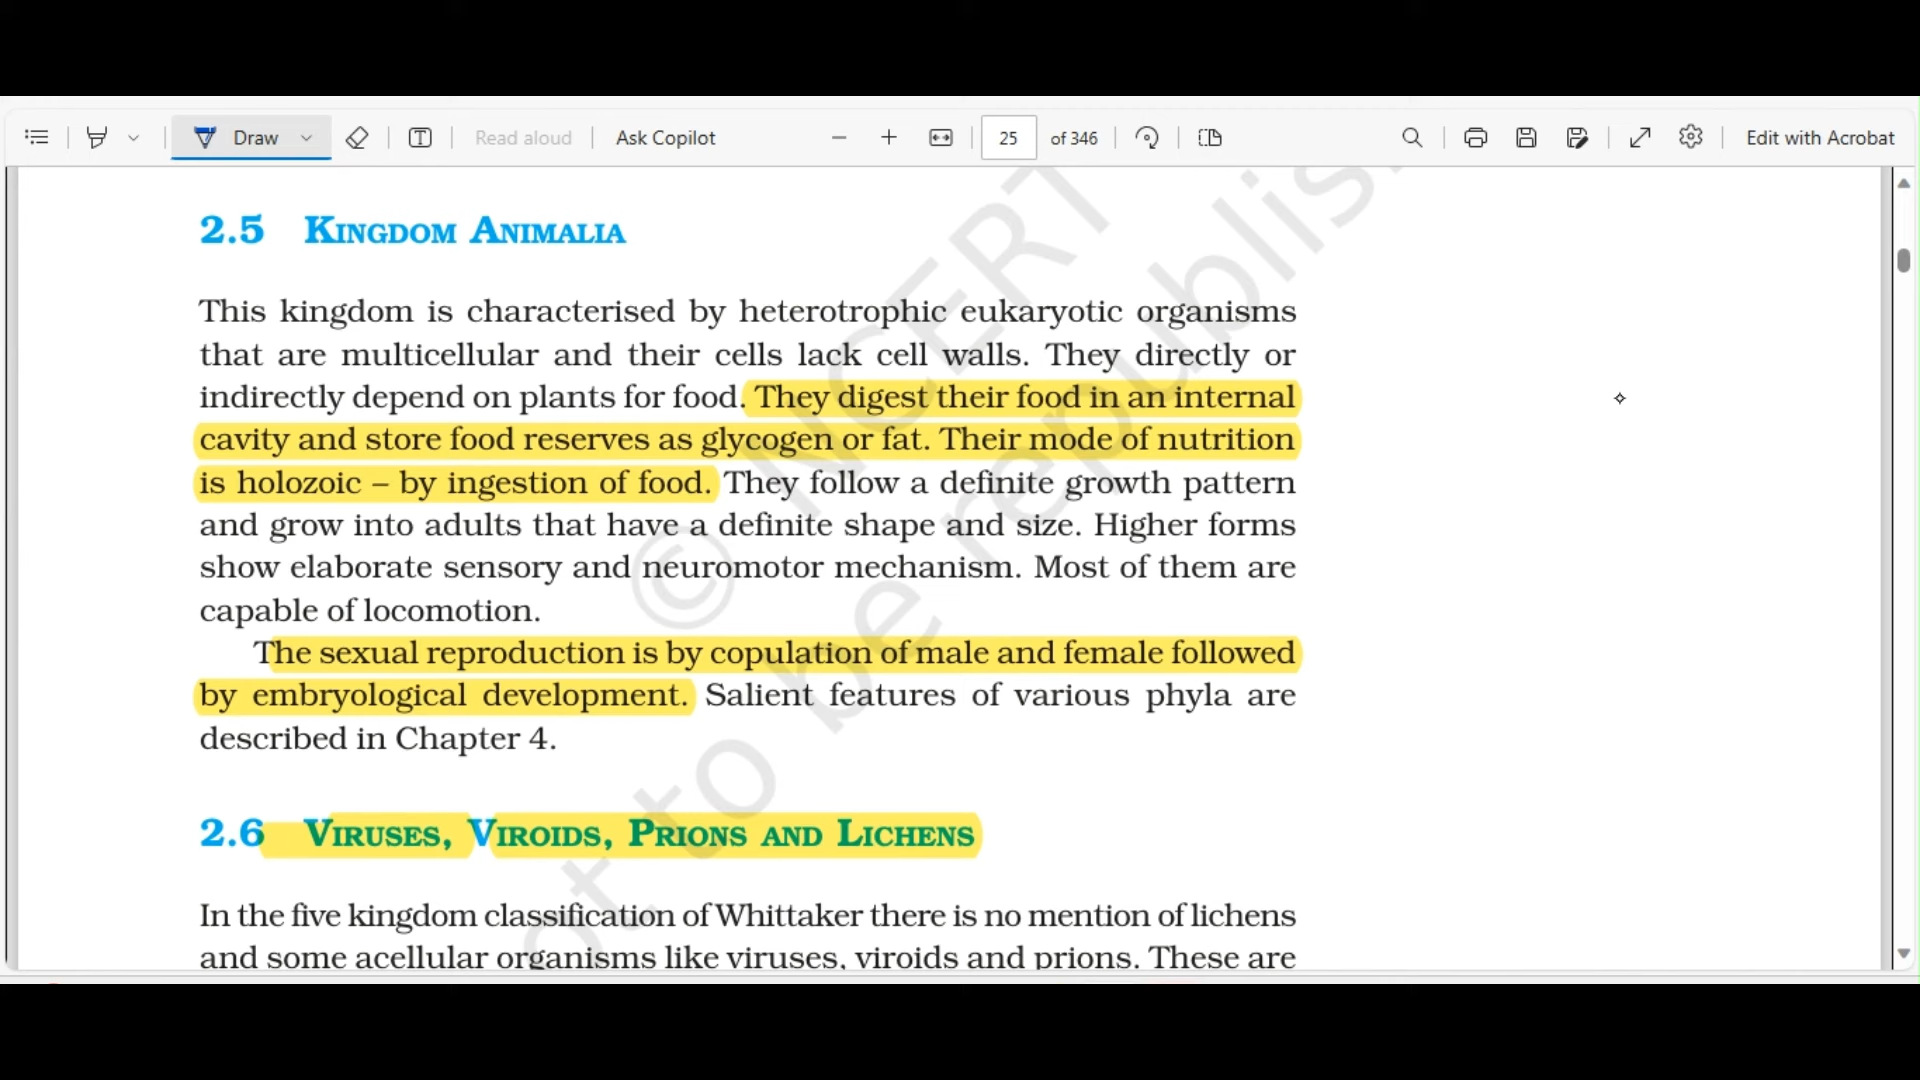 Draw
Read aloud
Ask Copilot
25 of 346
Edit with Acrobat
2.5 KINGDOM ANIMALIA
This kingdom is characterised by heterotrophic eukaryotic organisms
that are multicellular and their cells lack cell walls. They directly or
indirectly depend on plants for food. They digest their food in an internal
cavity and store food reserves as glycogen or fat. Their mode of nutrition
is holozoic – by ingestion of food. They follow a definite growth pattern
and grow into adults that have a definite shape and size. Higher forms
show elaborate sensory and neuromotor mechanism. Most of them are
capable of locomotion.
The sexual reproduction is by copulation of male and female followed
by embryological development. Salient features of various phyla are
described in Chapter 4.
2.6 VIRUSES, VIROIDS, PRIONS AND LICHENS
In the five kingdom classification of Whittaker there is no mention of lichens
and some acellular organisms like viruses, viroids and prions. These are
© NCERT
to be republis